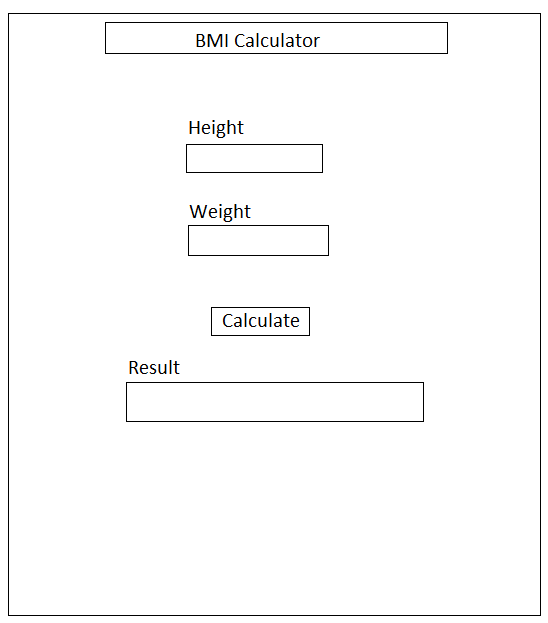 BMI Calculator
Height
Weight
Calculate
Result